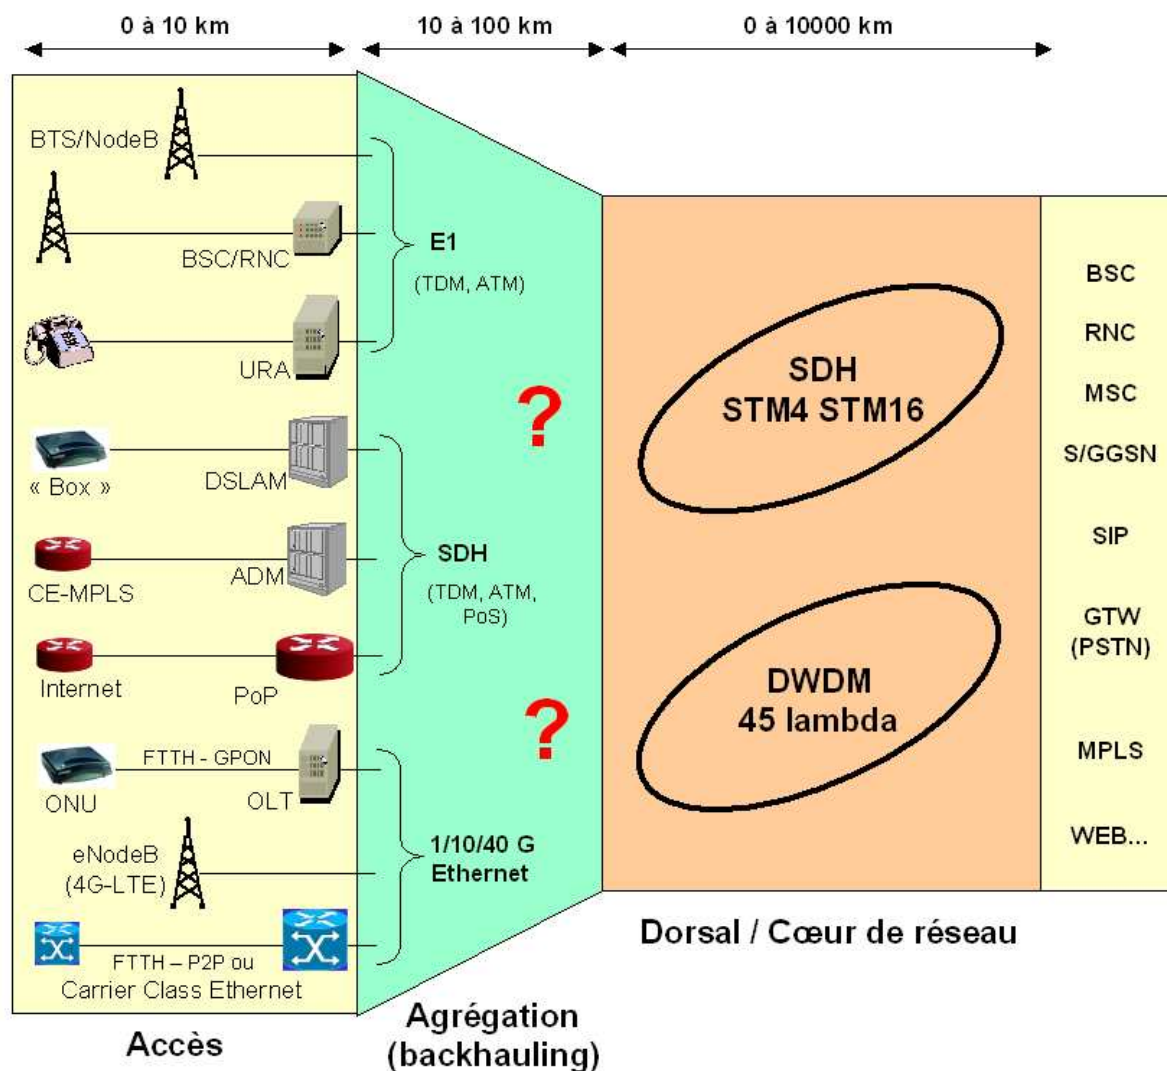 0 à 10 km
10 à 100 km
0 à 10000 km
BTS/NodeB
BSC/RNC
URA
« Box »
DSLAM
CE-MPLS
ADM
Internet
PoP
FTTH - GPON
ONU
OLT
eNodeB
(4G-LTE)
FTTH – P2P ou
Carrier Class Ethernet
Accès
E1
(TDM, ATM)
?
SDH
(TDM, ATM,
PoS)
?
1/10/40 G
Ethernet
Agrégation
(backhauling)
SDH
STM4 STM16
DWDM
45 lambda
Dorsal / Cœur de réseau
BSC
RNC
MSC
S/GGSN
SIP
GTW
(PSTN)
MPLS
WEB...